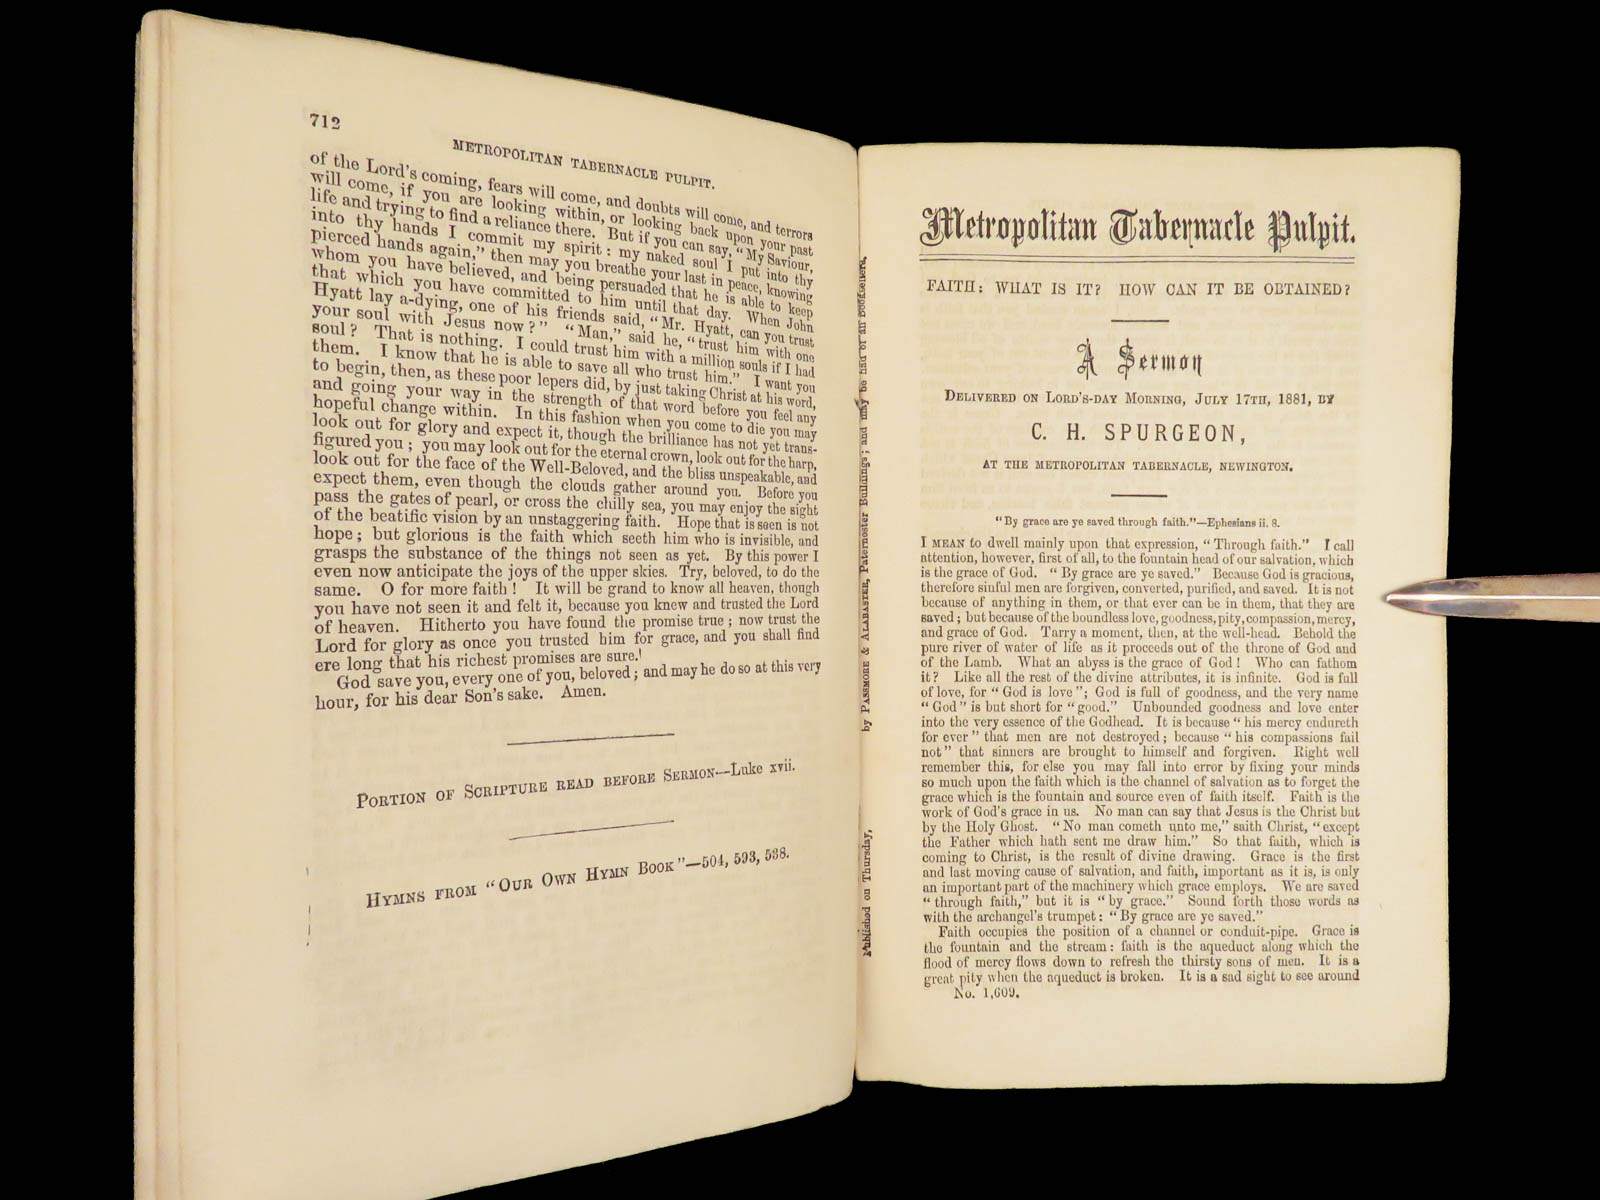 712
METROPOLITAN TABERNACLE PULPIT.
of the Lord's coming, fears will come, and doubts will come, and terrors
will come, if you are looking within, or looking back upon your past
life and trying to find a reliance there. But if you can say, "My Saviour,
into thy hands I commit my spirit: my naked soul I put into thy
pierced hands again," then may you breathe your last in peace, knowing
whom you have believed, and being persuaded that he is able to keep
that which you have committed to him until that day. When John
Hyatt lay a-dying, one of his friends said, "Mr. Hyatt, can you trust
your soul with Jesus now?" "Man," said he, "trust him with one
soul? That is nothing. I could trust him with a million souls if I had
them. I know that he is able to save all who trust him." I want you
to begin, then, as these poor lepers did, by just taking Christ at his word,
and going your way in the strength of that word before you feel any
hopeful change within. In this fashion when you come to die you may
look out for glory and expect it, though the brilliance has not yet trans-
figured you; you may look out for the eternal crown, look out for the harp,
look out for the face of the Well-Beloved, and the bliss unspeakable, and
expect them, even though the clouds gather around you. Before you
pass the gates of pearl, or cross the chilly sea, you may enjoy the sight
of the beatific vision by an unstaggering faith. Hope that is seen is not
hope; but glorious is the faith which seeth him who is invisible, and
grasps the substance of the things not seen as yet. By this power I
even now anticipate the joys of the upper skies. Try, beloved, to do the
same. O for more faith! It will be grand to know all heaven, though
you have not seen it and felt it, because you knew and trusted the Lord
of heaven. Hitherto you have found the promise true; now trust the
Lord for glory as once you trusted him for grace, and you shall find
ere long that his richest promises are sure.
God save you, every one of you, beloved; and may he do so at this very
hour, for his dear Son's sake. Amen.
PORTION OF SCRIPTURE READ BEFORE SERMON—Luke xvii.
HYMNS FROM "OUR OWN HYMN BOOK"—504, 593, 538.
Published on Thursday, by PASSMORE & ALABASTER, Paternoster Buildings; and may be had of all Booksellers.
Metropolitan Tabernacle Pulpit.
FAITH: WHAT IS IT? HOW CAN IT BE OBTAINED?
A Sermon
DELIVERED ON LORD'S-DAY MORNING, JULY 17TH, 1881, BY
C. H. SPURGEON,
AT THE METROPOLITAN TABERNACLE, NEWINGTON.
"By grace are ye saved through faith."—Ephesians ii. 8.
I MEAN to dwell mainly upon that expression, "Through faith." I call
attention, however, first of all, to the fountain head of our salvation, which
is the grace of God. "By grace are ye saved." Because God is gracious,
therefore sinful men are forgiven, converted, purified, and saved. It is not
because of anything in them, or that ever can be in them, that they are
saved; but because of the boundless love, goodness, pity, compassion, mercy,
and grace of God. Tarry a moment, then, at the well-head. Behold the
pure river of water of life as it proceeds out of the throne of God and
of the Lamb. What an abyss is the grace of God! Who can fathom
it? Like all the rest of the divine attributes, it is infinite. God is full
of love, for "God is love"; God is full of goodness, and the very name
"God" is but short for "good." Unbounded goodness and love enter
into the very essence of the Godhead. It is because "his mercy endureth
for ever" that men are not destroyed; because "his compassions fail
not" that sinners are brought to himself and forgiven. Right well
remember this, for else you may fall into error by fixing your minds
so much upon the faith which is the channel of salvation as to forget the
grace which is the fountain and source even of faith itself. Faith is the
work of God's grace in us. No man can say that Jesus is the Christ but
by the Holy Ghost. "No man cometh unto me," saith Christ, "except
the Father which hath sent me draw him." So that faith, which is
coming to Christ, is the result of divine drawing. Grace is the first
and last moving cause of salvation, and faith, important as it is, is only
an important part of the machinery which grace employs. We are saved
"through faith," but it is "by grace." Sound forth those words as
with the archangel's trumpet: "By grace are ye saved."
Faith occupies the position of a channel or conduit-pipe. Grace is
the fountain and the stream: faith is the aqueduct along which the
flood of mercy flows down to refresh the thirsty sons of men. It is a
great pity when the aqueduct is broken. It is a sad sight to see around
No. 1,609.